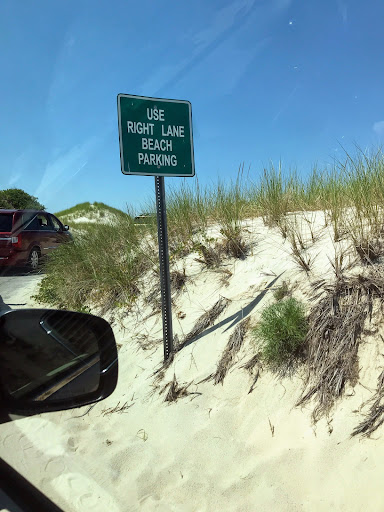 USE
RIGHT LANE
BEACH
PARKING